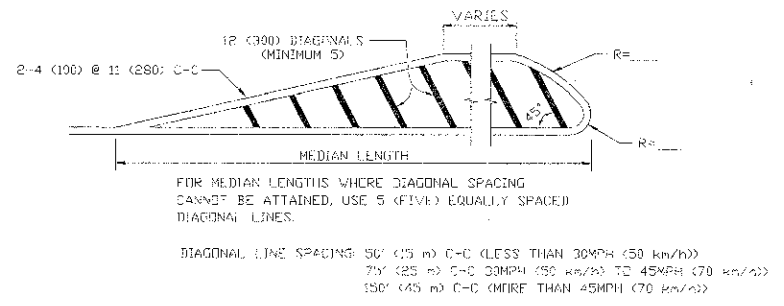 VARIES
12 (300) DIAGONALS
(MINIMUM 5)
2-4 (100) @ 11 (280) C-C
R=
45°
R=
MEDIAN LENGTH
FOR MEDIAN LENGTHS WHERE DIAGONAL SPACING
CANNOT BE ATTAINED, USE 5 (FIVE) EQUALLY SPACED
DIAGONAL LINES.
DIAGONAL LINE SPACING: 50' (15 m) C-C (LESS THAN 30MPH (50 km/h))
75' (25 m) C-C 30MPH (50 km/h) TO 45MPH (70 km/h))
150' (45 m) C-C (MORE THAN 45MPH (70 km/h))